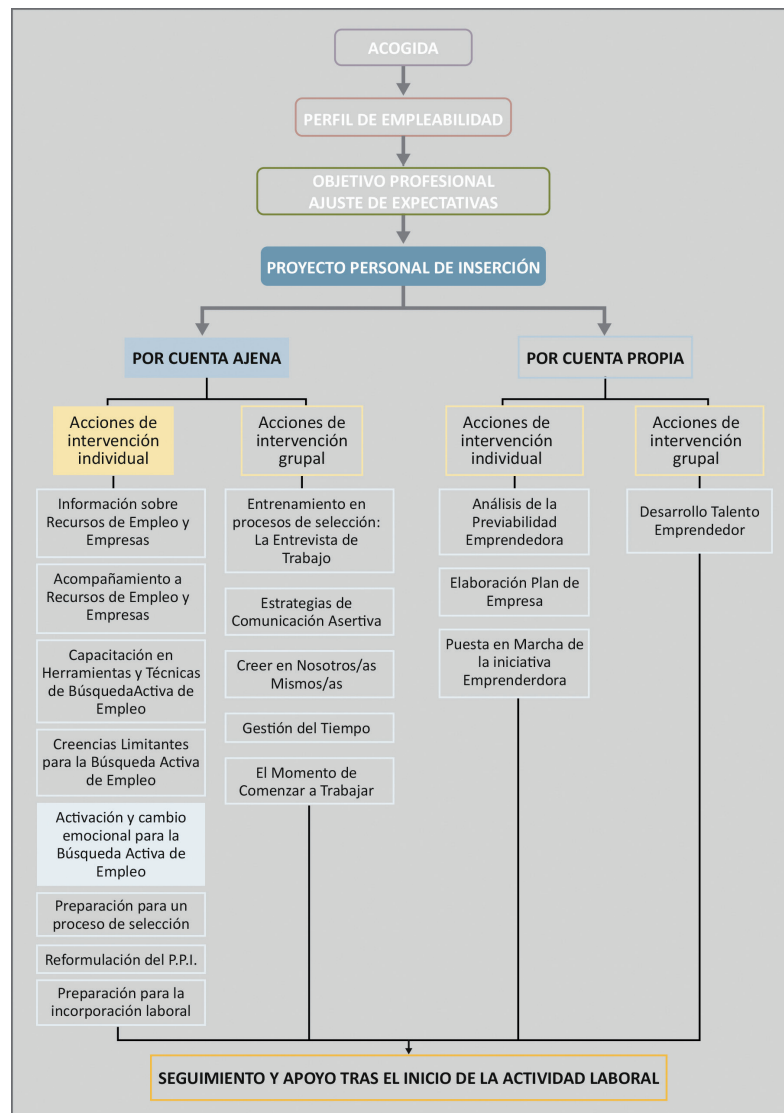 ACOGIDA
PERFIL DE EMPLEABILIDAD
OBJETIVO PROFESIONAL
AJUSTE DE EXPECTATIVAS
PROYECTO PERSONAL DE INSERCIÓN
POR CUENTA AJENA
POR CUENTA PROPIA
Acciones de
intervención
individual
Acciones de
intervención
grupal
Acciones de
intervención
individual
Acciones de
intervención
grupal
Información sobre
Recursos de Empleo y
Empresas
Acompañamiento a
Recursos de Empleo y
Empresas
Capacitación en
Herramientas y Técnicas
de BúsquedaActiva de
Empleo
Creencias Limitantes
para la Búsqueda Activa
de Empleo
Activación y cambio
emocional para la
Búsqueda Activa de
Empleo
Preparación para un
proceso de selección
Reformulación del P.P.I.
Preparación para la
incorporación laboral
Entrenamiento en
procesos de selección:
La Entrevista de
Trabajo
Estrategias de
Comunicación Asertiva
Creer en Nosotros/as
Mismos/as
Gestión del Tiempo
El Momento de
Comenzar a Trabajar
Análisis de la
Previabilidad
Emprendedora
Elaboración Plan de
Empresa
Puesta en Marcha de
la iniciativa
Emprenderdora
Desarrollo Talento
Emprendedor
SEGUIMIENTO Y APOYO TRAS EL INICIO DE LA ACTIVIDAD LABORAL